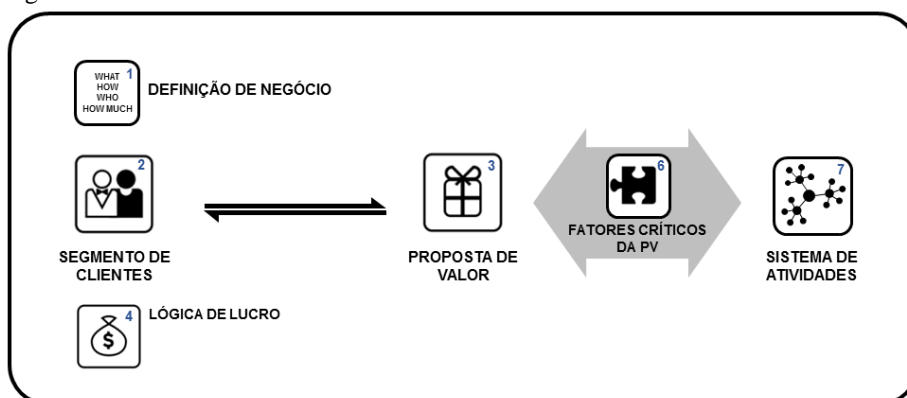 1
WHAT
HOW
WHO
HOW MUCH
DEFINIÇÃO DE NEGÓCIO
2
SEGMENTO DE
CLIENTES
3
PROPOSTA DE
VALOR
6
FATORES CRÍTICOS
DA PV
7
SISTEMA DE
ATIVIDADES
4
$
LÓGICA DE LUCRO